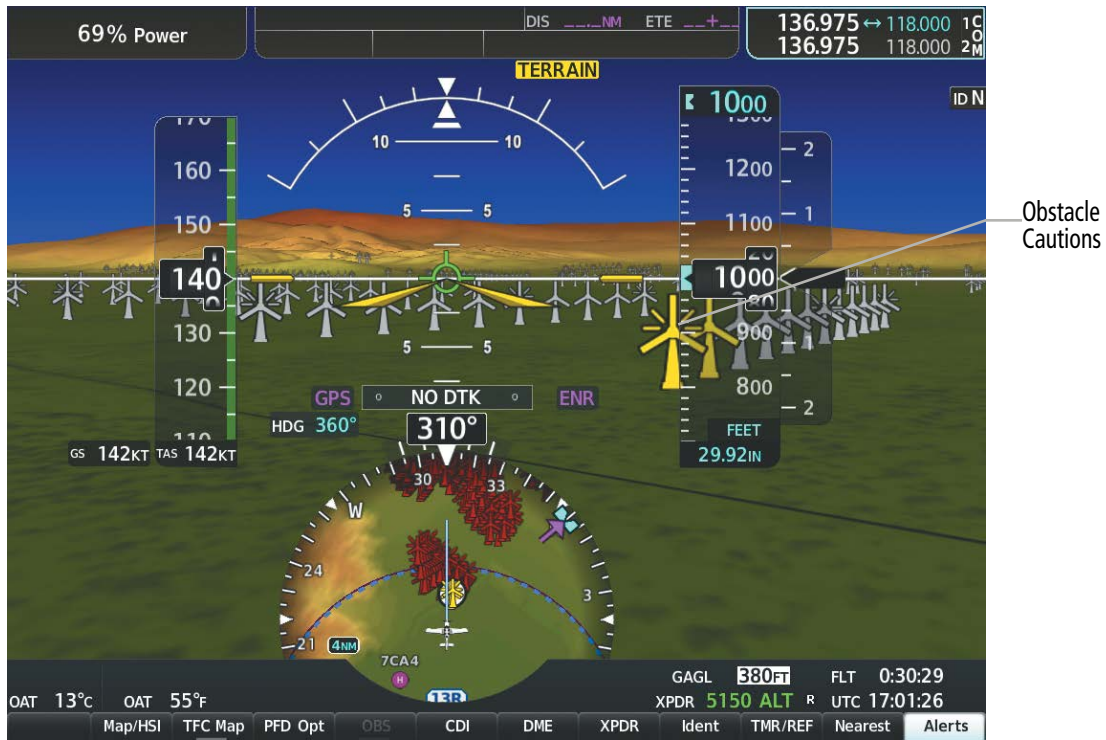 69% Power
DIS __._NM ETE __+__
136.975 ↔ 118.000 1
136.975 118.000 2
COM
TERRAIN
1000
ID N
170
160
150
140
130
120
110
10 10
5 5
5 5
1300
1200
1100
20
1000
980
900
800
2
1
1
2
Obstacle
Cautions
GPS NO DTK ENR
HDG 360° 310°
FEET
29.92IN
GS 142KT TAS 142KT
30 33
W
24
3
21 4NM
7CA4
H
13B
GAGL 380FT FLT 0:30:29
OAT 13°C OAT 55°F XPDR 5150 ALT R UTC 17:01:26
Map/HSI TFC Map PFD Opt OBS CDI DME XPDR Ident TMR/REF Nearest Alerts